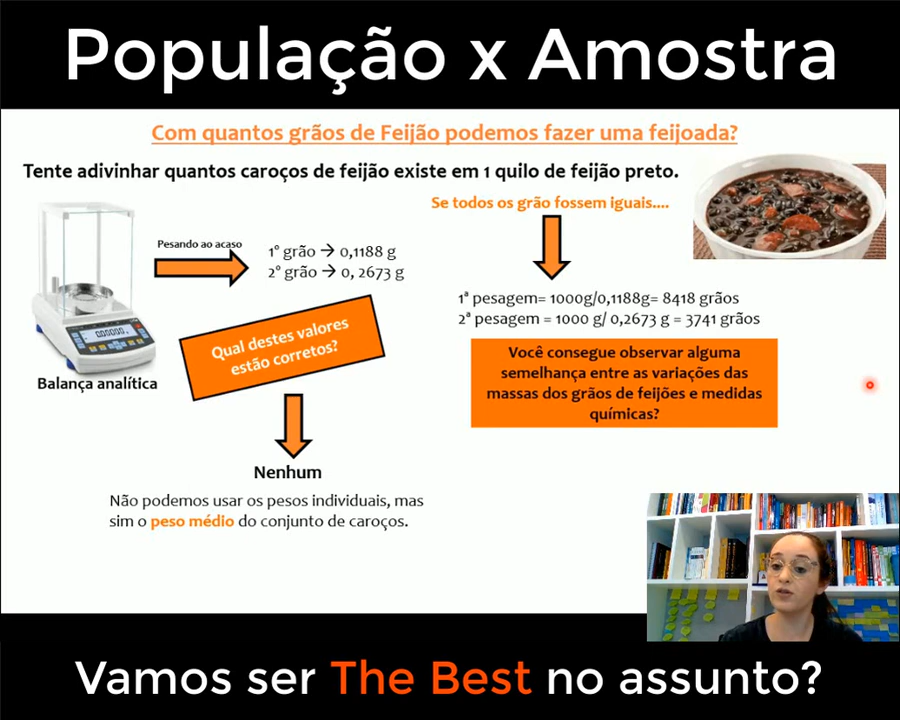 População x Amostra
Com quantos grãos de Feijão podemos fazer uma feijoada?
Tente adivinhar quantos caroços de feijão existe em 1 quilo de feijão preto.
Se todos os grão fossem iguais....
Pesando ao acaso
1º grão → 0,1188 g
2º grão → 0, 2673 g
1ª pesagem= 1000g/0,1188g= 8418 grãos
2ª pesagem = 1000 g/ 0,2673 g = 3741 grãos
Qual destes valores
estão corretos?
Você consegue observar alguma
semelhança entre as variações das
massas dos grãos de feijões e medidas
químicas?
Balança analítica
Nenhum
Não podemos usar os pesos individuais, mas
sim o peso médio do conjunto de caroços.
Vamos ser The Best no assunto?